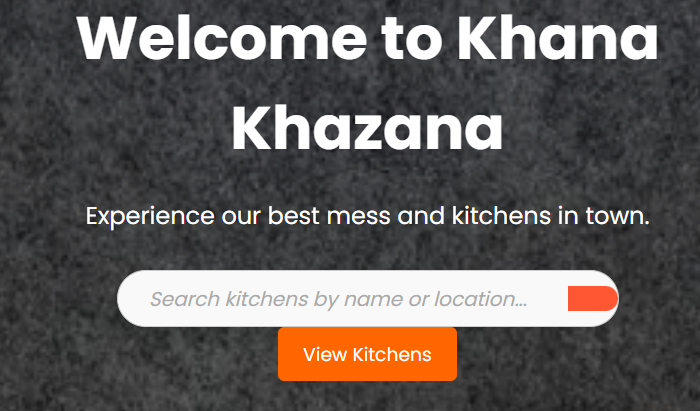 Welcome to Khana
Khazana
Experience our best mess and kitchens in town.
Search kitchens by name or location...
View Kitchens